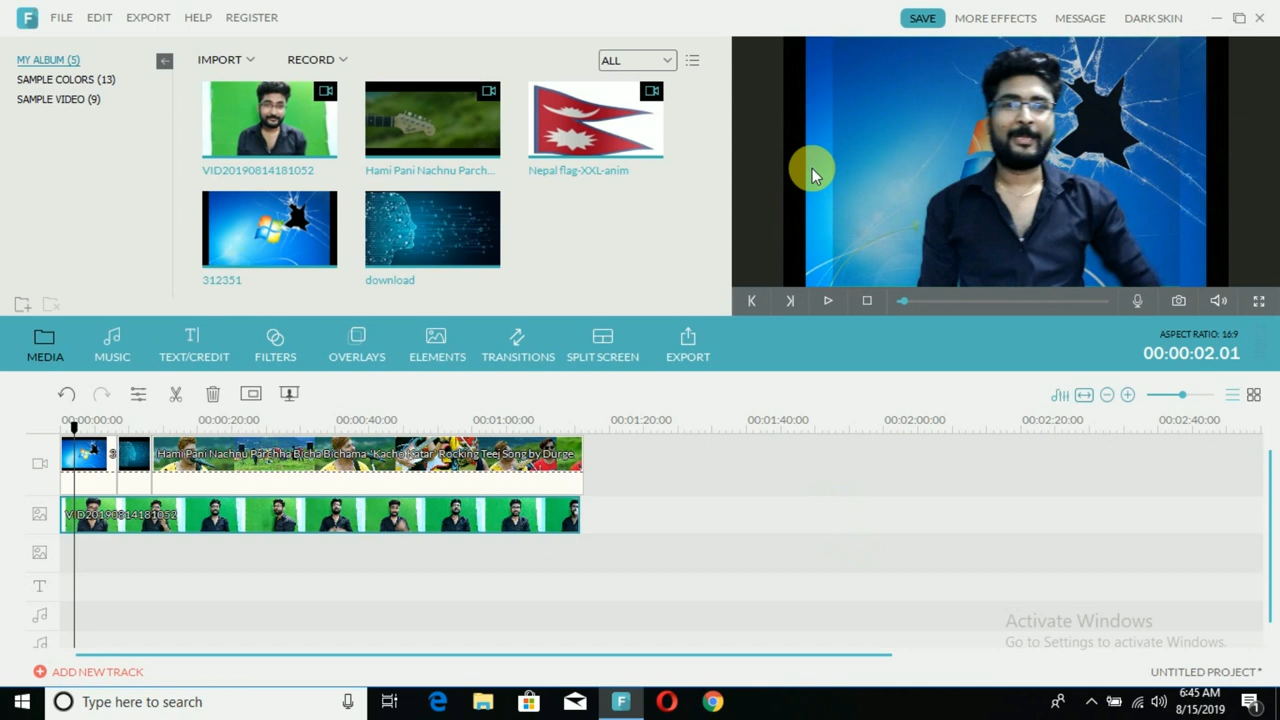 F FILE EDIT EXPORT HELP REGISTER SAVE MORE EFFECTS MESSAGE DARK SKIN
MY ALBUM (5)
SAMPLE COLORS (13)
SAMPLE VIDEO (9)
IMPORT RECORD ALL
VID20190814181052 Hami Pani Nachnu Parch... Nepal flag-XXL-anim
312351 download
MEDIA MUSIC TEXT/CREDIT FILTERS OVERLAYS ELEMENTS TRANSITIONS SPLIT SCREEN EXPORT
ASPECT RATIO: 16:9
00:00:02.01
00:00:00:00 00:00:20:00 00:00:40:00 00:01:00:00 00:01:20:00 00:01:40:00 00:02:00:00 00:02:20:00 00:02:40:00
3 Hami Pani Nachnu Parchha Bicha Bichama "Kacho Katar" Rocking Teej Song by Durge
VID20190814181052
T
Activate Windows
Go to Settings to activate Windows.
ADD NEW TRACK UNTITLED PROJECT*
Type here to search
6:45 AM
8/15/2019
1